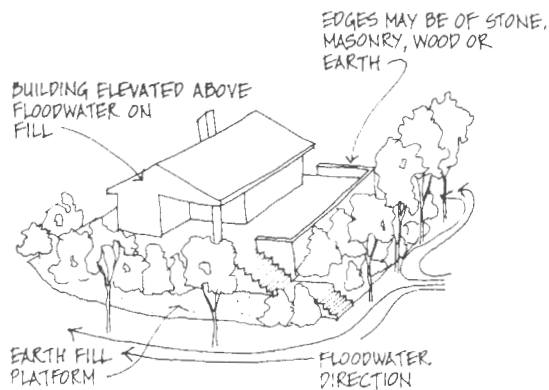 EDGES MAY BE OF STONE,
MASONRY, WOOD OR
EARTH
BUILDING ELEVATED ABOVE
FLOODWATER ON
FILL
EARTH FILL
PLATFORM
FLOODWATER
DIRECTION